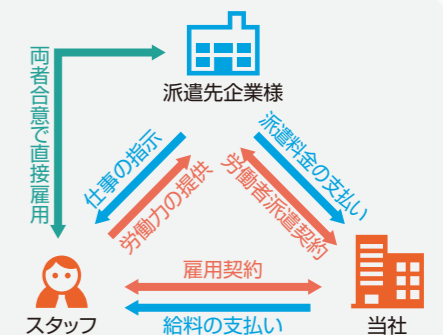 両者合意で直接雇用
派遣先企業様
仕事の指示
労働力の提供
派遣料金の支払い
労働者派遣契約
雇用契約
給料の支払い
スタッフ
当社